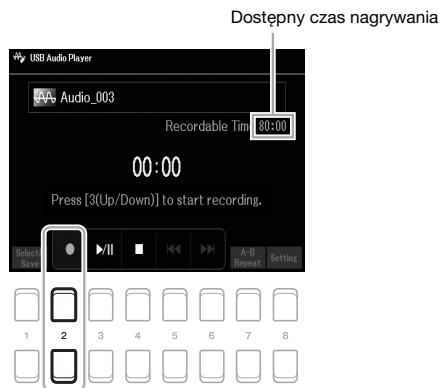 Dostępny czas nagrywania
USB Audio Player
Audio_003
Recordable Time 80:00
00:00
Press [3(Up/Down)] to start recording.
Select/ Save
A-B Repeat
Setting
1 2 3 4 5 6 7 8